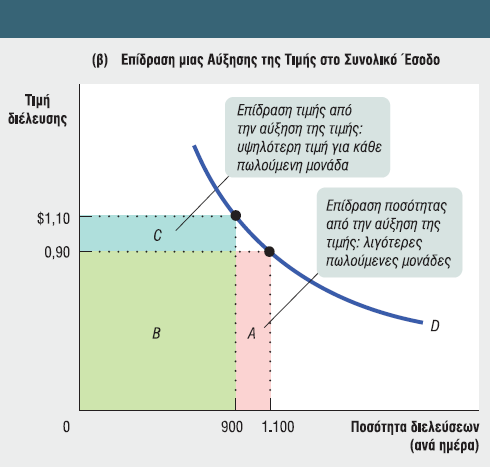 (β) Επίδραση μιας Αύξησης της Τιμής στο Συνολικό Έσοδο
Τιμή
διέλευσης
Επίδραση τιμής από
την αύξηση της τιμής:
υψηλότερη τιμή για κάθε
πωλούμενη μονάδα
Επίδραση ποσότητας
από την αύξηση της
τιμής: λιγότερες
πωλούμενες μονάδες
$1,10
C
0,90
B
A
D
0
900
1.100
Ποσότητα διελεύσεων
(ανά ημέρα)